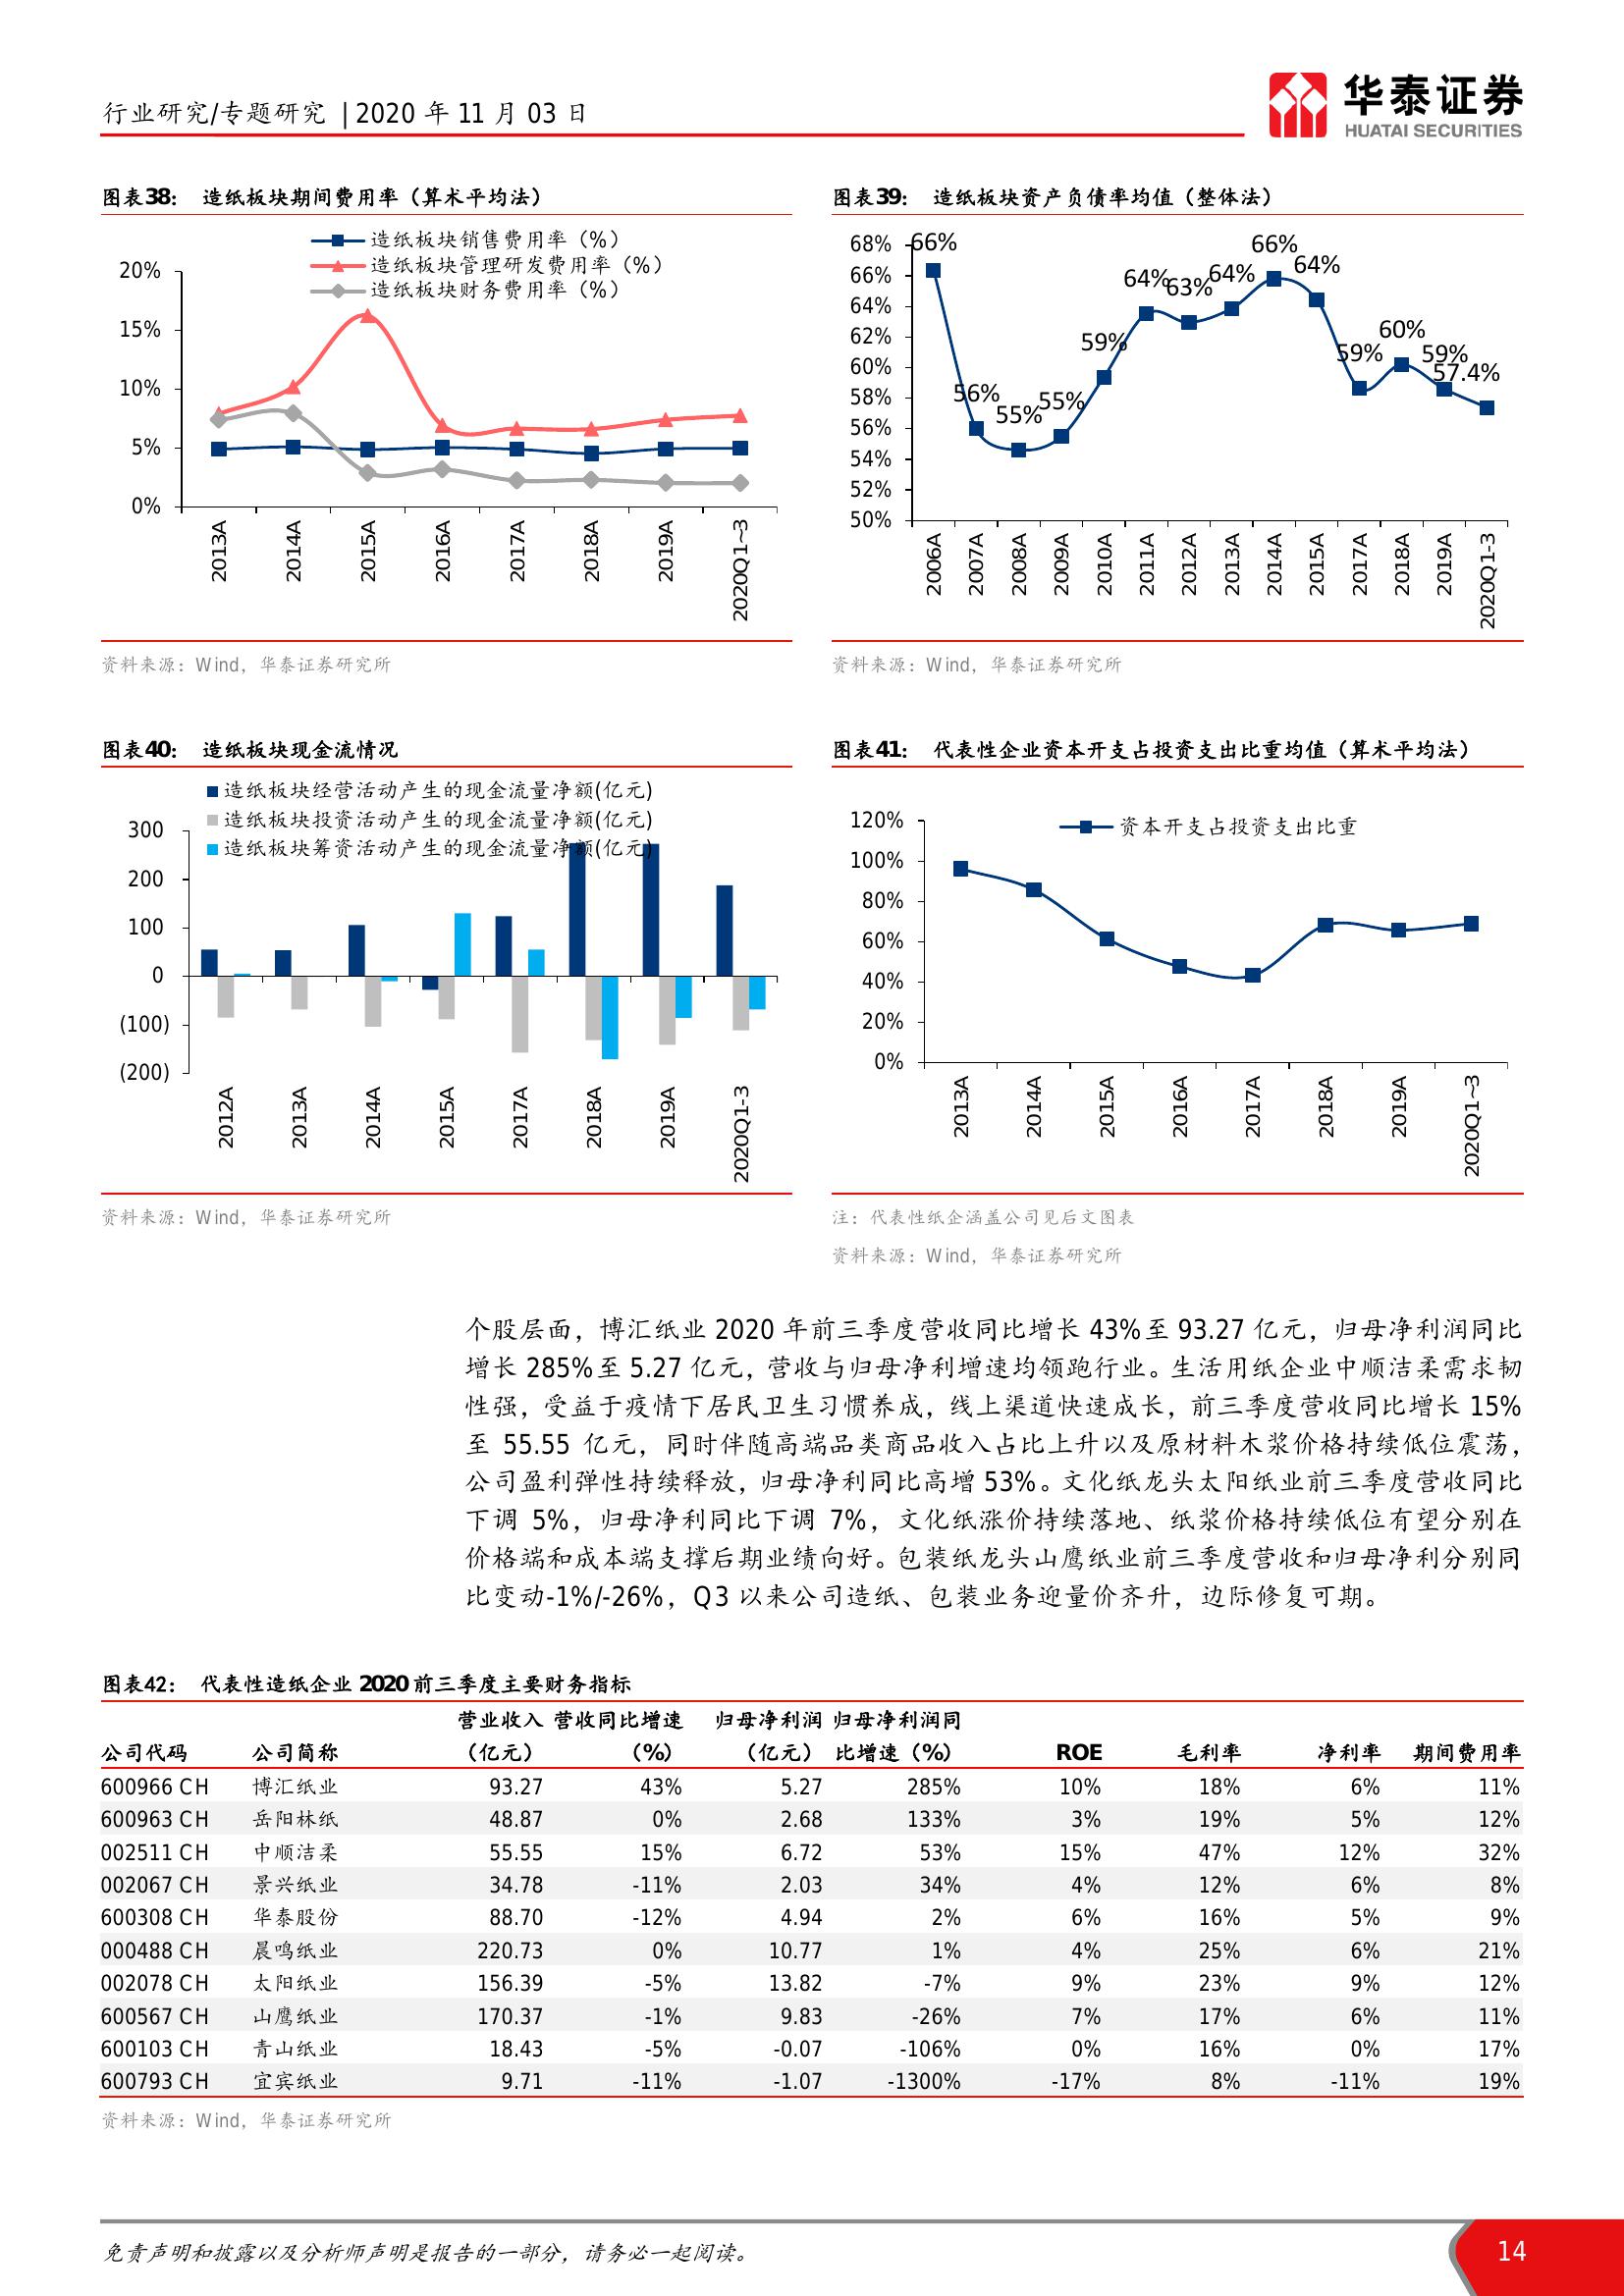 行业研究/专题研究 | 2020 年 11 月 03 日
华泰证券
HUATAI SECURITIES
图表38： 造纸板块期间费用率（算术平均法）
造纸板块销售费用率（%）
造纸板块管理研发费用率（%）
造纸板块财务费用率（%）
20%
15%
10%
5%
0%
2013A
2014A
2015A
2016A
2017A
2018A
2019A
2020Q1~3
资料来源：Wind，华泰证券研究所
图表39： 造纸板块资产负债率均值（整体法）
68%
66%
64%
62%
60%
58%
56%
54%
52%
50%
66%
56%
55%
55%
59%
64%
63%
64%
66%
64%
59%
60%
59%
57.4%
2006A
2007A
2008A
2009A
2010A
2011A
2012A
2013A
2014A
2015A
2017A
2018A
2019A
2020Q1-3
资料来源：Wind，华泰证券研究所
图表40： 造纸板块现金流情况
造纸板块经营活动产生的现金流量净额(亿元)
造纸板块投资活动产生的现金流量净额(亿元)
造纸板块筹资活动产生的现金流量净额(亿元)
300
200
100
0
(100)
(200)
2012A
2013A
2014A
2015A
2017A
2018A
2019A
2020Q1-3
资料来源：Wind，华泰证券研究所
图表41： 代表性企业资本开支占投资支出比重均值（算术平均法）
资本开支占投资支出比重
120%
100%
80%
60%
40%
20%
0%
2013A
2014A
2015A
2016A
2017A
2018A
2019A
2020Q1~3
注：代表性纸企涵盖公司见后文图表
资料来源：Wind，华泰证券研究所
个股层面，博汇纸业 2020 年前三季度营收同比增长 43%至 93.27 亿元，归母净利润同比
增长 285%至 5.27 亿元，营收与归母净利增速均领跑行业。生活用纸企业中顺洁柔需求韧
性强，受益于疫情下居民卫生习惯养成，线上渠道快速成长，前三季度营收同比增长 15%
至 55.55 亿元，同时伴随高端品类商品收入占比上升以及原材料木浆价格持续低位震荡，
公司盈利弹性持续释放，归母净利同比高增 53%。文化纸龙头太阳纸业前三季度营收同比
下调 5%，归母净利同比下调 7%，文化纸涨价持续落地、纸浆价格持续低位有望分别在
价格端和成本端支撑后期业绩向好。包装纸龙头山鹰纸业前三季度营收和归母净利分别同
比变动-1%/-26%，Q3 以来公司造纸、包装业务迎量价齐升，边际修复可期。
图表42： 代表性造纸企业 2020 前三季度主要财务指标
营业收入 营收同比增速 归母净利润 归母净利润同
公司代码 公司简称 （亿元） （%） （亿元） 比增速（%） ROE 毛利率 净利率 期间费用率
600966 CH 博汇纸业 93.27 43% 5.27 285% 10% 18% 6% 11%
600963 CH 岳阳林纸 48.87 0% 2.68 133% 3% 19% 5% 12%
002511 CH 中顺洁柔 55.55 15% 6.72 53% 15% 47% 12% 32%
002067 CH 景兴纸业 34.78 -11% 2.03 34% 4% 12% 6% 8%
600308 CH 华泰股份 88.70 -12% 4.94 2% 6% 16% 5% 9%
000488 CH 晨鸣纸业 220.73 0% 10.77 1% 4% 25% 6% 21%
002078 CH 太阳纸业 156.39 -5% 13.82 -7% 9% 23% 9% 12%
600567 CH 山鹰纸业 170.37 -1% 9.83 -26% 7% 17% 6% 11%
600103 CH 青山纸业 18.43 -5% -0.07 -106% 0% 16% 0% 17%
600793 CH 宜宾纸业 9.71 -11% -1.07 -1300% -17% 8% -11% 19%
资料来源：Wind，华泰证券研究所
免责声明和披露以及分析师声明是报告的一部分，请务必一起阅读。
14